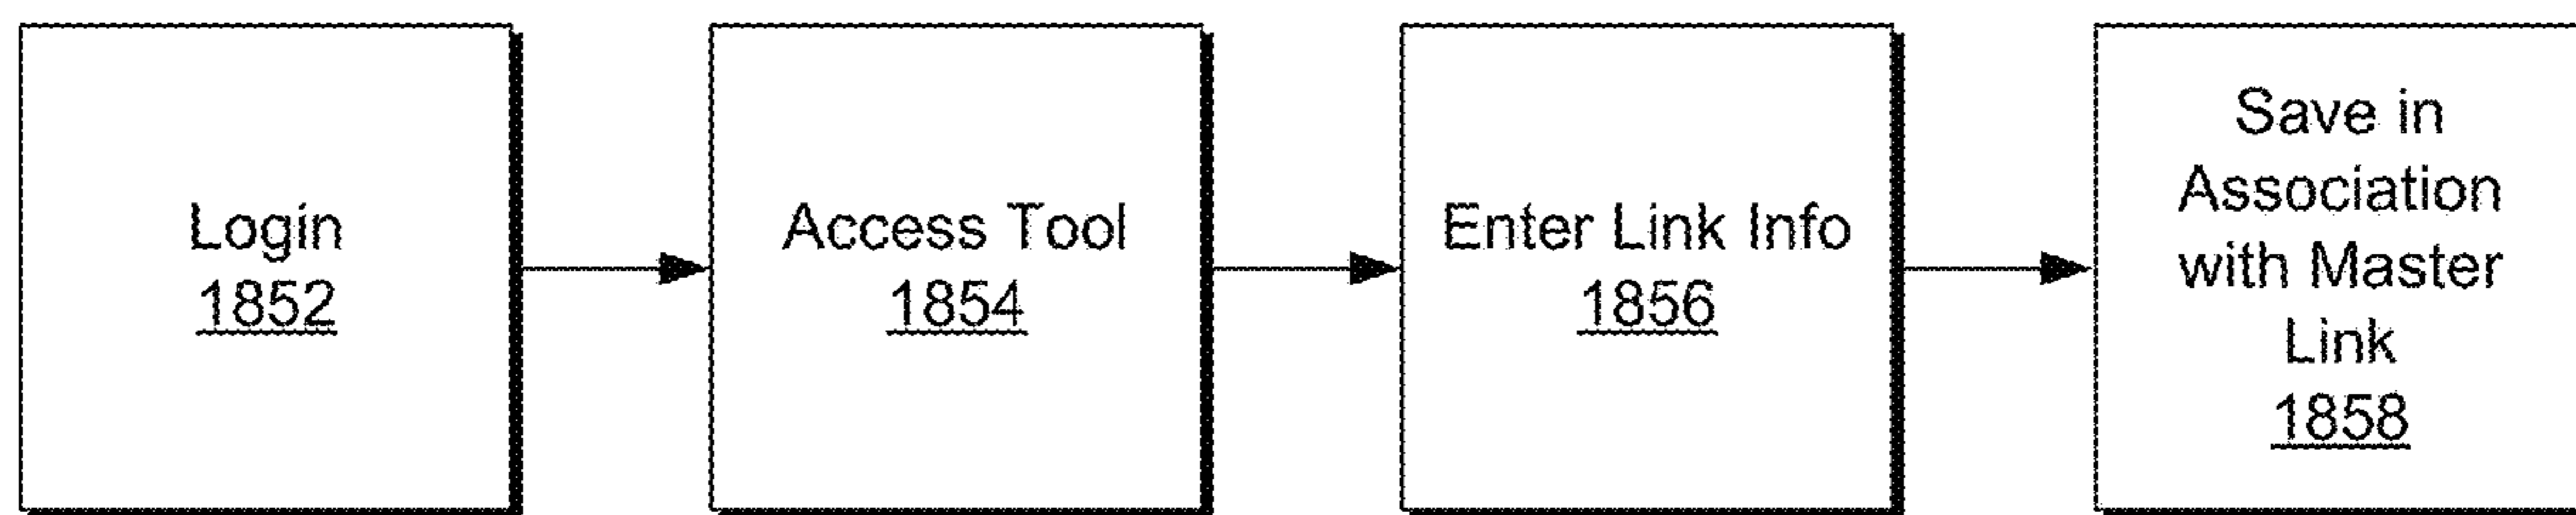 Login
1852
Access Tool
1854
Enter Link Info
1856
Save in
Association
with Master
Link
1858